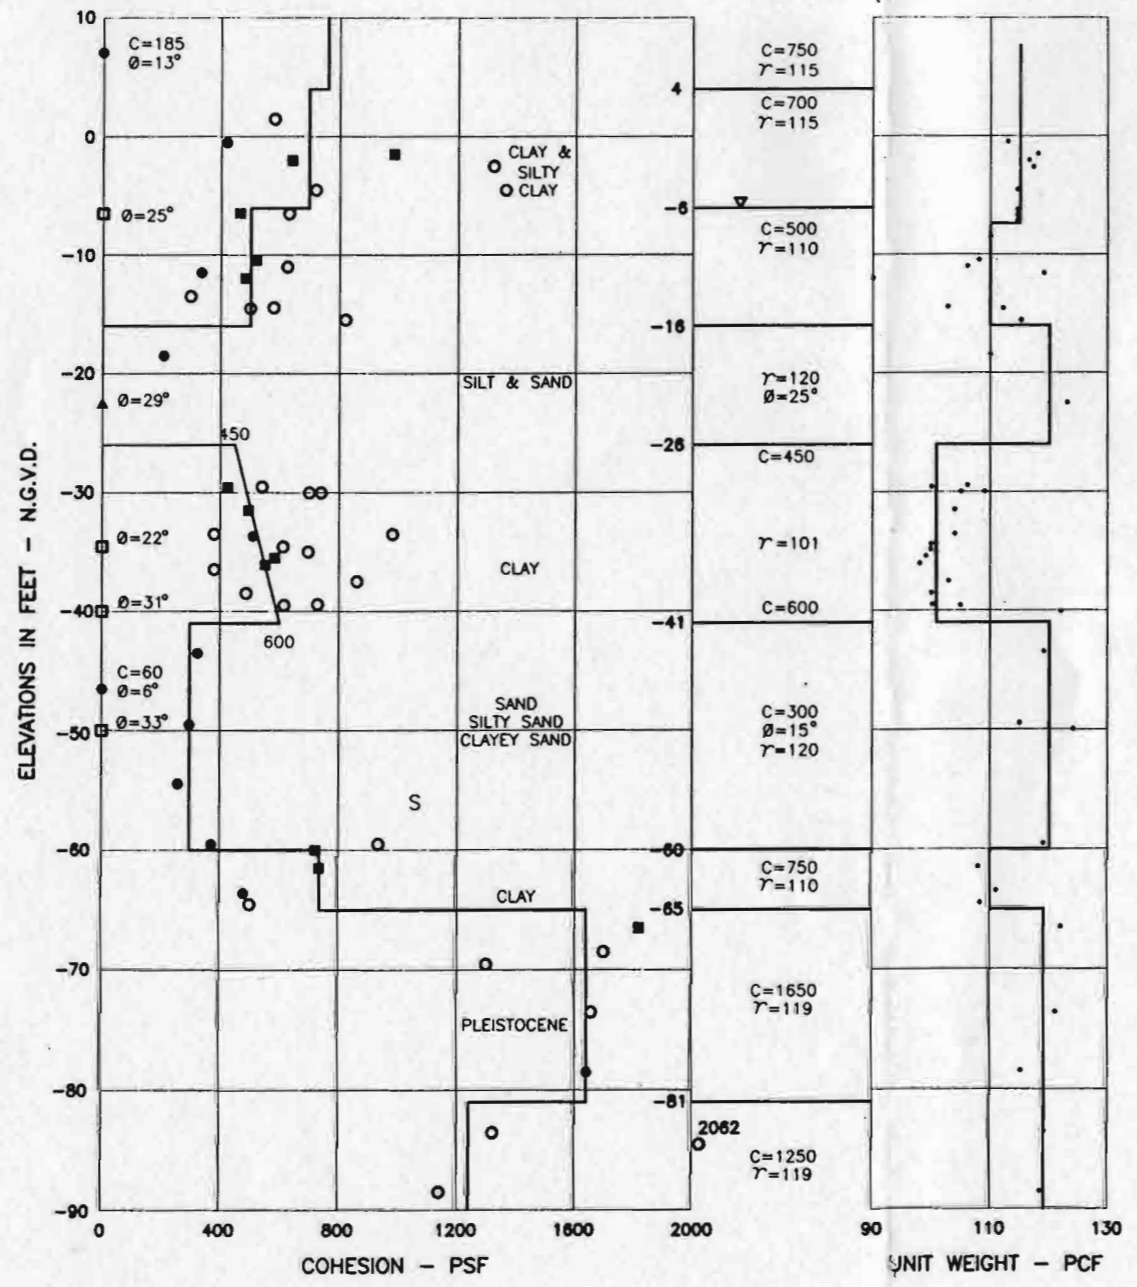 10
0
-10
-20
-30
-40
-50
-60
-70
-80
-90
ELEVATIONS IN FEET - N.G.V.D.
C=185
Ø=13°
Ø=25°
Ø=29°
Ø=22°
Ø=31°
C=60
Ø=6°
Ø=33°
450
600
CLAY &
SILTY
CLAY
SILT & SAND
CLAY
SAND
SILTY SAND
CLAYEY SAND
S
CLAY
PLEISTOCENE
2062
0 400 800 1200 1600 2000
COHESION - PSF
4
-6
-16
-26
-41
-60
-65
-81
C=750
γ=115
C=700
γ=115
C=500
γ=110
γ=120
Ø=25°
C=450
γ=101
C=600
C=300
Ø=15°
γ=120
C=750
γ=110
C=1650
γ=119
C=1250
γ=119
90 110 130
UNIT WEIGHT - PCF